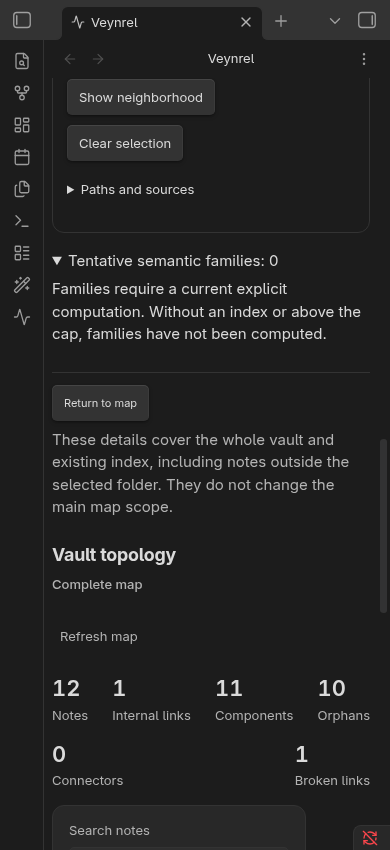 Veynrel
Veynrel
Show neighborhood
Clear selection
Paths and sources
Tentative semantic families: 0
Families require a current explicit
computation. Without an index or above the
cap, families have not been computed.
Return to map
These details cover the whole vault and
existing index, including notes outside the
selected folder. They do not change the
main map scope.
Vault topology
Complete map
Refresh map
12 1 11 10
Notes Internal links Components Orphans
0 1
Connectors Broken links
Search notes